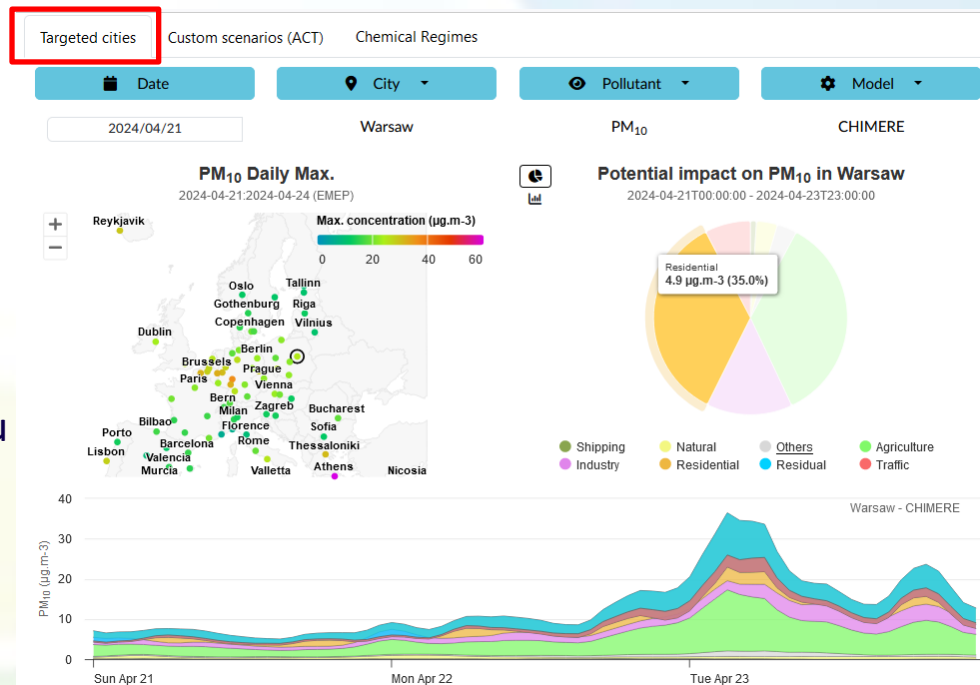 Targeted cities
Custom scenarios (ACT)
Chemical Regimes
Date
City
Pollutant
Model
2024/04/21
Warsaw
PM₁₀
CHIMERE
PM₁₀ Daily Max.
2024-04-21:2024-04-24 (EMEP)
Potential impact on PM₁₀ in Warsaw
2024-04-21T00:00:00 - 2024-04-23T23:00:00
+
−
Max. concentration (µg.m-3)
0 20 40 60
Reykjavik
Oslo
Tallinn
Gothenburg
Riga
Copenhagen
Vilnius
Dublin
Berlin
Brussels
Prague
Paris
Vienna
Bern
Milan
Zagreb
Bucharest
Bilbao
Florence
Sofia
Porto
Barcelona
Rome
Thessaloniki
Lisbon
Valencia
Murcia
Valletta
Athens
Nicosia
Residential
4.9 µg.m-3 (35.0%)
Shipping
Natural
Others
Agriculture
Industry
Residential
Residual
Traffic
Warsaw - CHIMERE
PM₁₀ (µg.m-3)
40
30
20
10
0
Sun Apr 21
Mon Apr 22
Tue Apr 23